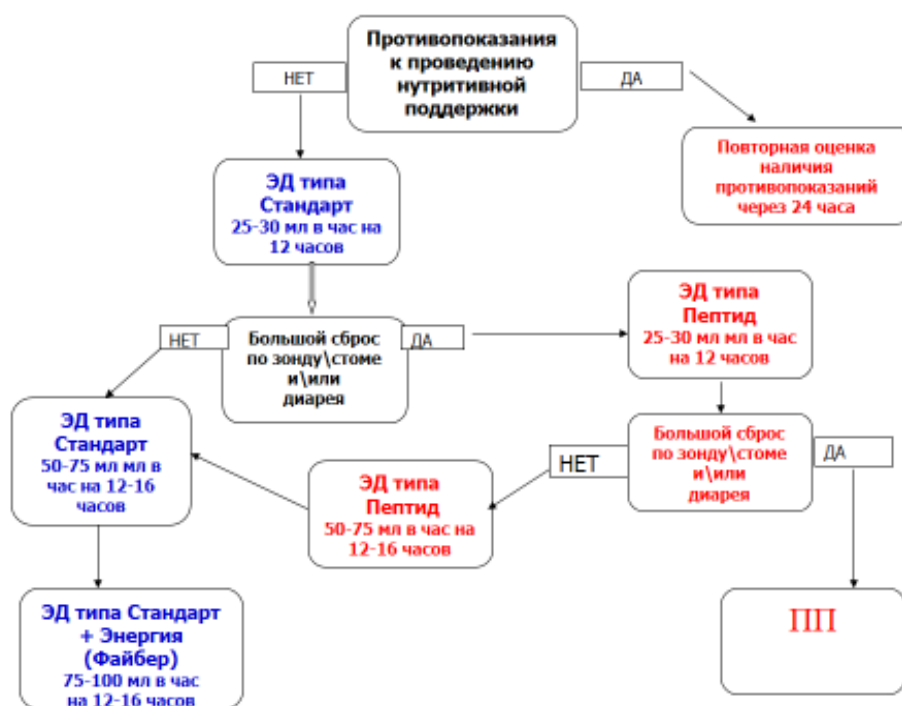 Противопоказания
к проведению
нутритивной
поддержки
НЕТ
ДА
Повторная оценка
наличия
противопоказаний
через 24 часа
ЭД типа
Стандарт
25-30 мл в час на
12 часов
ЭД типа
Пептид
25-30 мл мл в час
на 12 часов
НЕТ
Большой сброс
по зонду\стоме
и\или
диарея
ДА
ЭД типа
Стандарт
50-75 мл мл в
час на 12-16
часов
НЕТ
Большой сброс
по зонду\стоме
и\или
диарея
ДА
ЭД типа
Пептид
50-75 мл в час на
12-16 часов
ЭД типа Стандарт
+ Энергия
(Файбер)
75-100 мл в час
на 12-16 часов
ПП